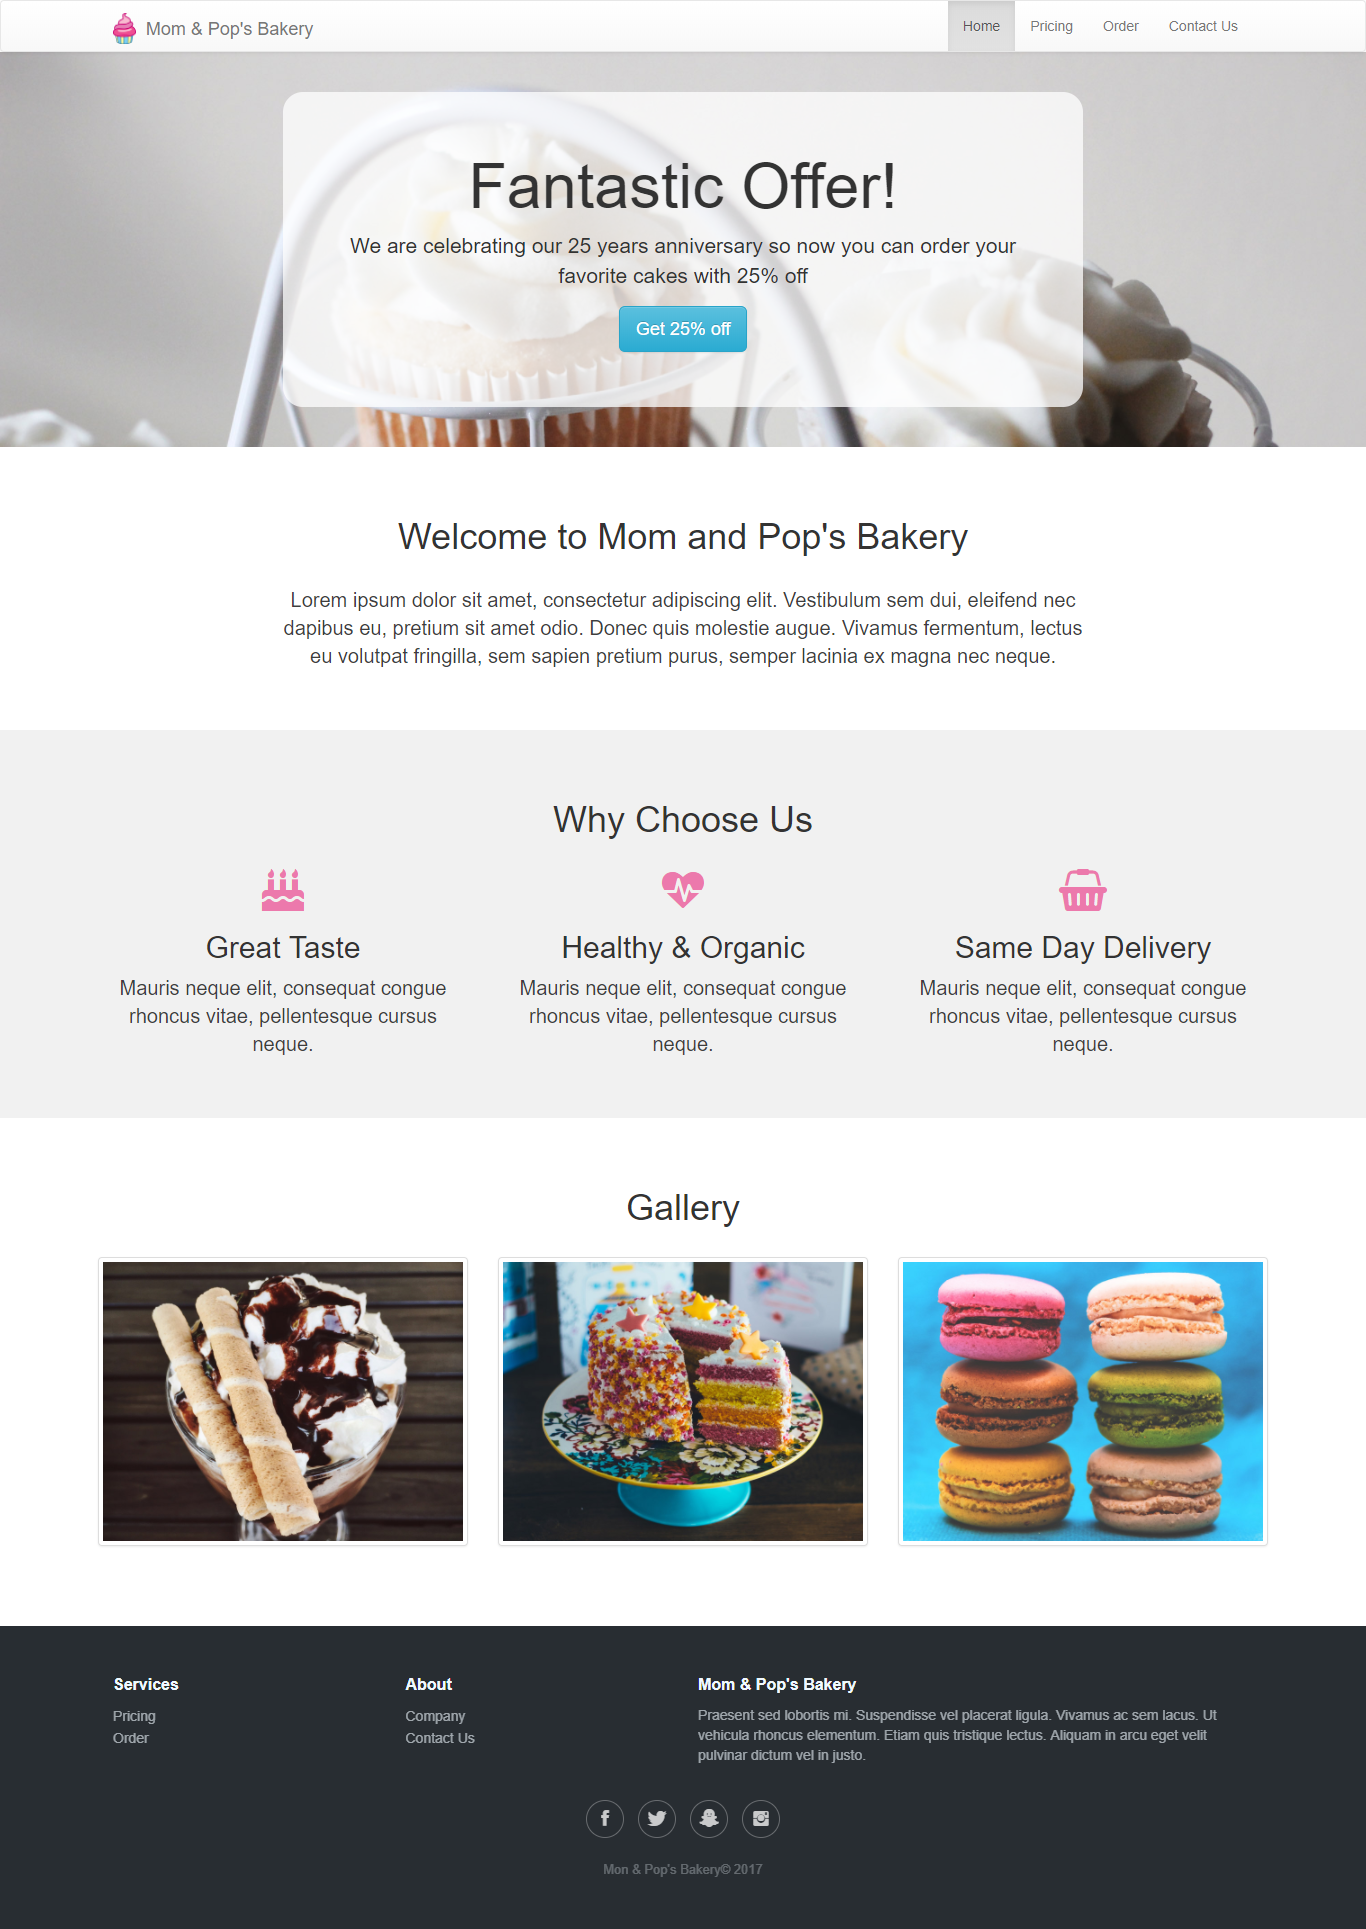 Mom & Pop's Bakery
Home
Pricing
Order
Contact Us
Fantastic Offer!
We are celebrating our 25 years anniversary so now you can order your
favorite cakes with 25% off
Get 25% off
Welcome to Mom and Pop's Bakery
Lorem ipsum dolor sit amet, consectetur adipiscing elit. Vestibulum sem dui, eleifend nec
dapibus eu, pretium sit amet odio. Donec quis molestie augue. Vivamus fermentum, lectus
eu volutpat fringilla, sem sapien pretium purus, semper lacinia ex magna nec neque.
Why Choose Us
Great Taste
Mauris neque elit, consequat congue
rhoncus vitae, pellentesque cursus
neque.
Healthy & Organic
Mauris neque elit, consequat congue
rhoncus vitae, pellentesque cursus
neque.
Same Day Delivery
Mauris neque elit, consequat congue
rhoncus vitae, pellentesque cursus
neque.
Gallery
Services
Pricing
Order
About
Company
Contact Us
Mom & Pop's Bakery
Praesent sed lobortis mi. Suspendisse vel placerat ligula. Vivamus ac sem lacus. Ut
vehicula rhoncus elementum. Etiam quis tristique lectus. Aliquam in arcu eget velit
pulvinar dictum vel in justo.
Mon & Pop's Bakery© 2017